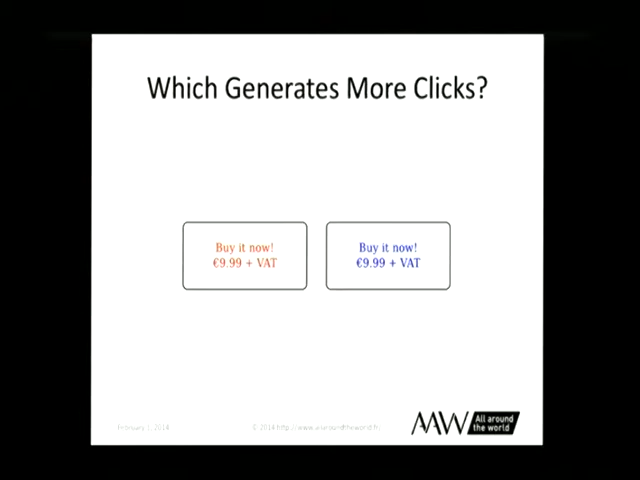 Which Generates More Clicks?
Buy it now!
€9.99 + VAT
Buy it now!
€9.99 + VAT
February 1, 2014
© 2014
AAW
All around
the world